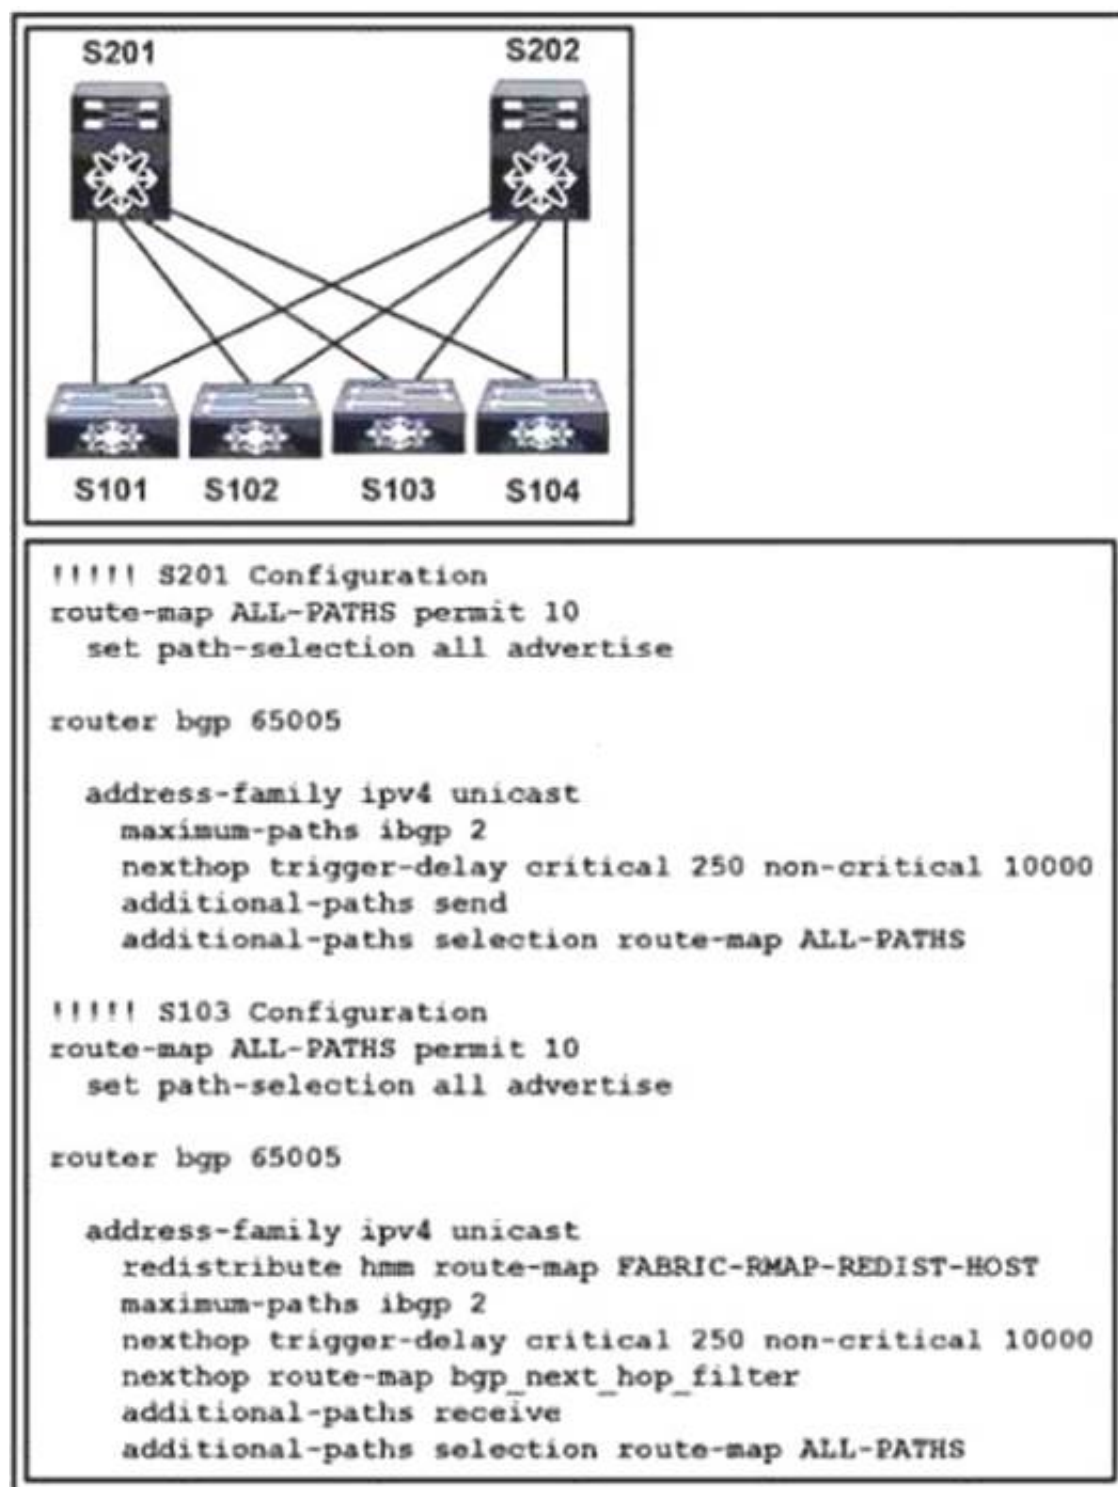 S201 S202
S101 S102 S103 S104
!!!!! S201 Configuration
route-map ALL-PATHS permit 10
set path-selection all advertise
router bgp 65005
address-family ipv4 unicast
maximum-paths ibgp 2
nexthop trigger-delay critical 250 non-critical 10000
additional-paths send
additional-paths selection route-map ALL-PATHS
!!!!! S103 Configuration
route-map ALL-PATHS permit 10
set path-selection all advertise
router bgp 65005
address-family ipv4 unicast
redistribute hmm route-map FABRIC-RMAP-REDIST-HOST
maximum-paths ibgp 2
nexthop trigger-delay critical 250 non-critical 10000
nexthop route-map bgp_next_hop_filter
additional-paths receive
additional-paths selection route-map ALL-PATHS